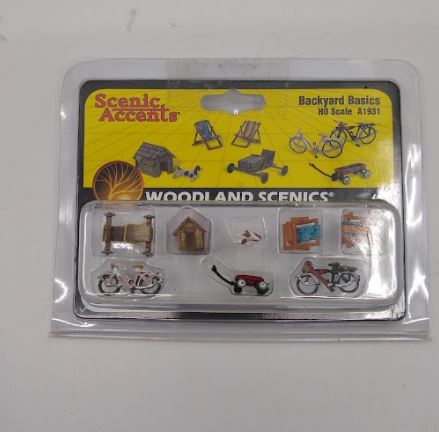 Scenic
Accents®
Backyard Basics
HO Scale A1931
WOODLAND SCENICS®